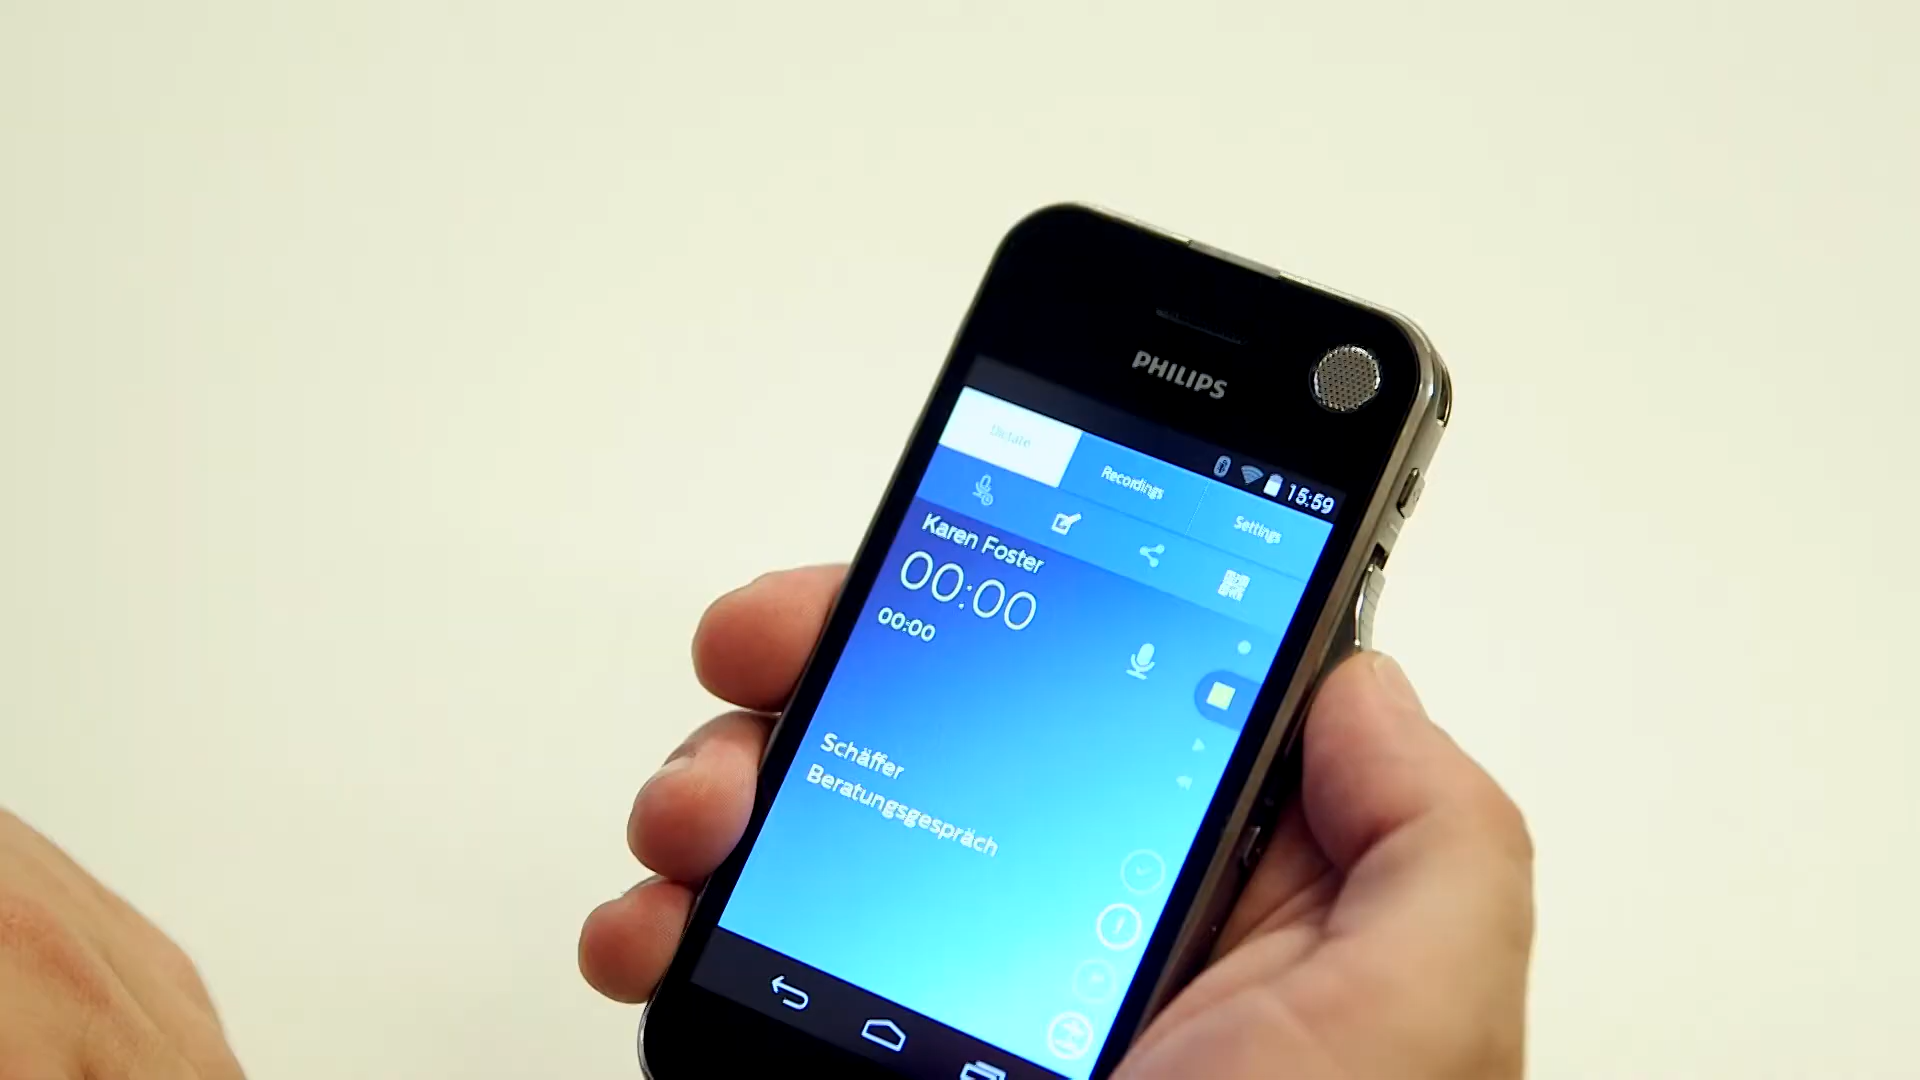 PHILIPS
15:59
Dictate
Recordings
Settings
Karen Foster
00:00
00:00
Schäffer
Beratungsgespräch